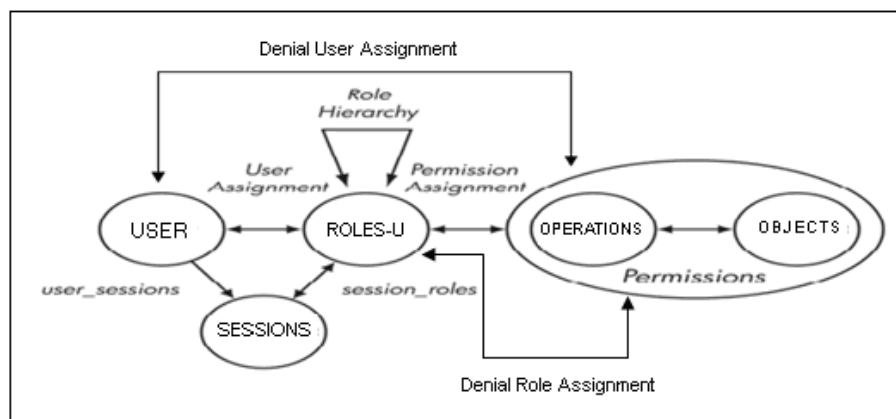 Denial User Assignment
Role
Hierarchy
User
Assignment
Permission
Assignment
USER
ROLES-U
OPERATIONS
OBJECTS
Permissions
user_sessions
session_roles
SESSIONS
Denial Role Assignment